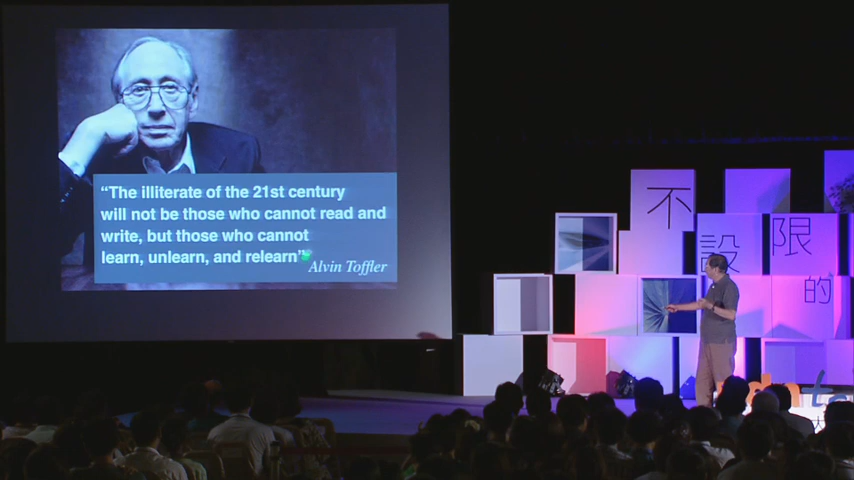 “The illiterate of the 21st century
will not be those who cannot read and
write, but those who cannot
learn, unlearn, and relearn”
Alvin Toffler
不
設
限
的